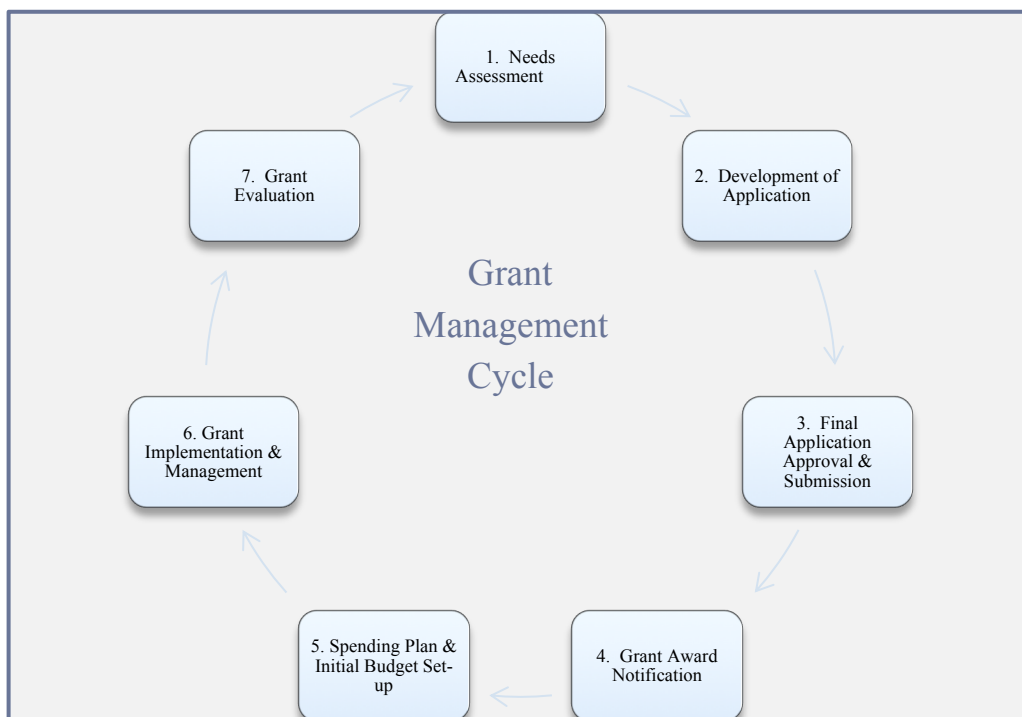 1. Needs
Assessment
2. Development of
Application
3. Final
Application
Approval &
Submission
4. Grant Award
Notification
5. Spending Plan &
Initial Budget Set-
up
6. Grant
Implementation &
Management
7. Grant
Evaluation
Grant
Management
Cycle